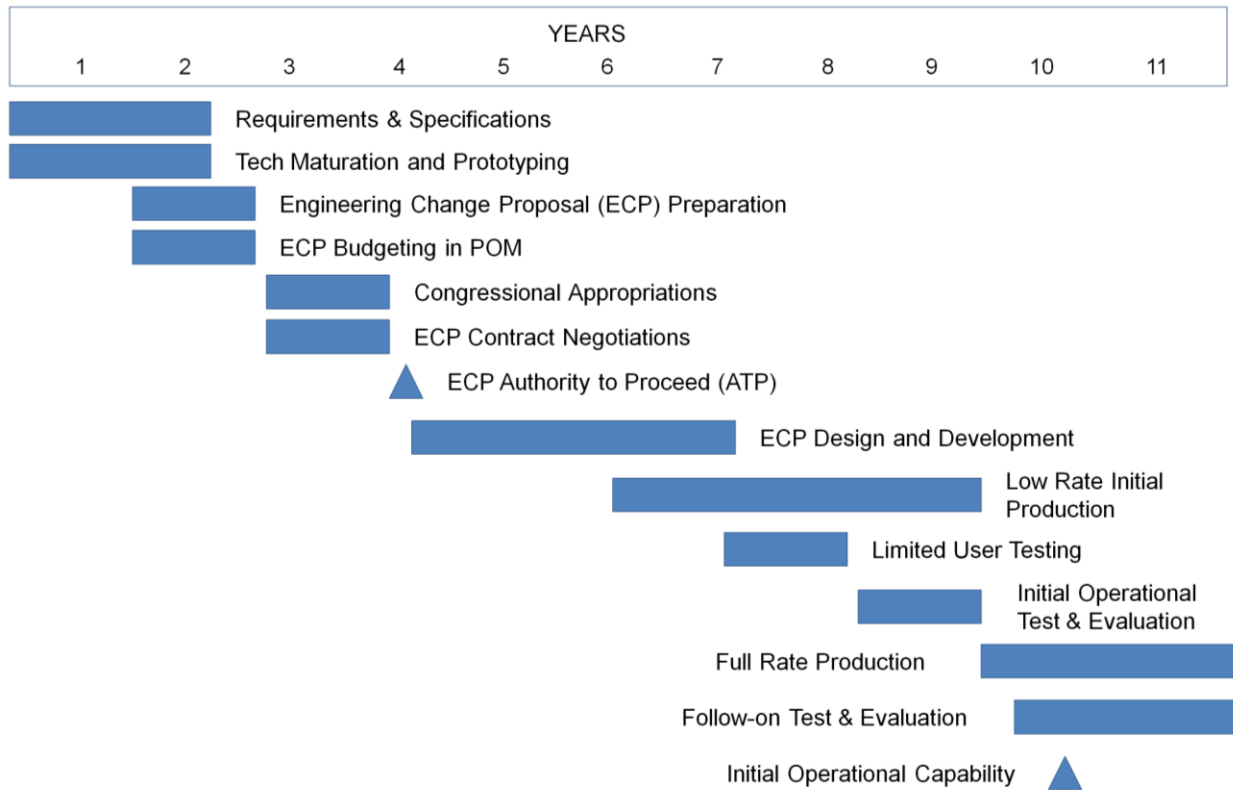 YEARS
1 2 3 4 5 6 7 8 9 10 11
Requirements & Specifications
Tech Maturation and Prototyping
Engineering Change Proposal (ECP) Preparation
ECP Budgeting in POM
Congressional Appropriations
ECP Contract Negotiations
ECP Authority to Proceed (ATP)
ECP Design and Development
Low Rate Initial
Production
Limited User Testing
Initial Operational
Test & Evaluation
Full Rate Production
Follow-on Test & Evaluation
Initial Operational Capability